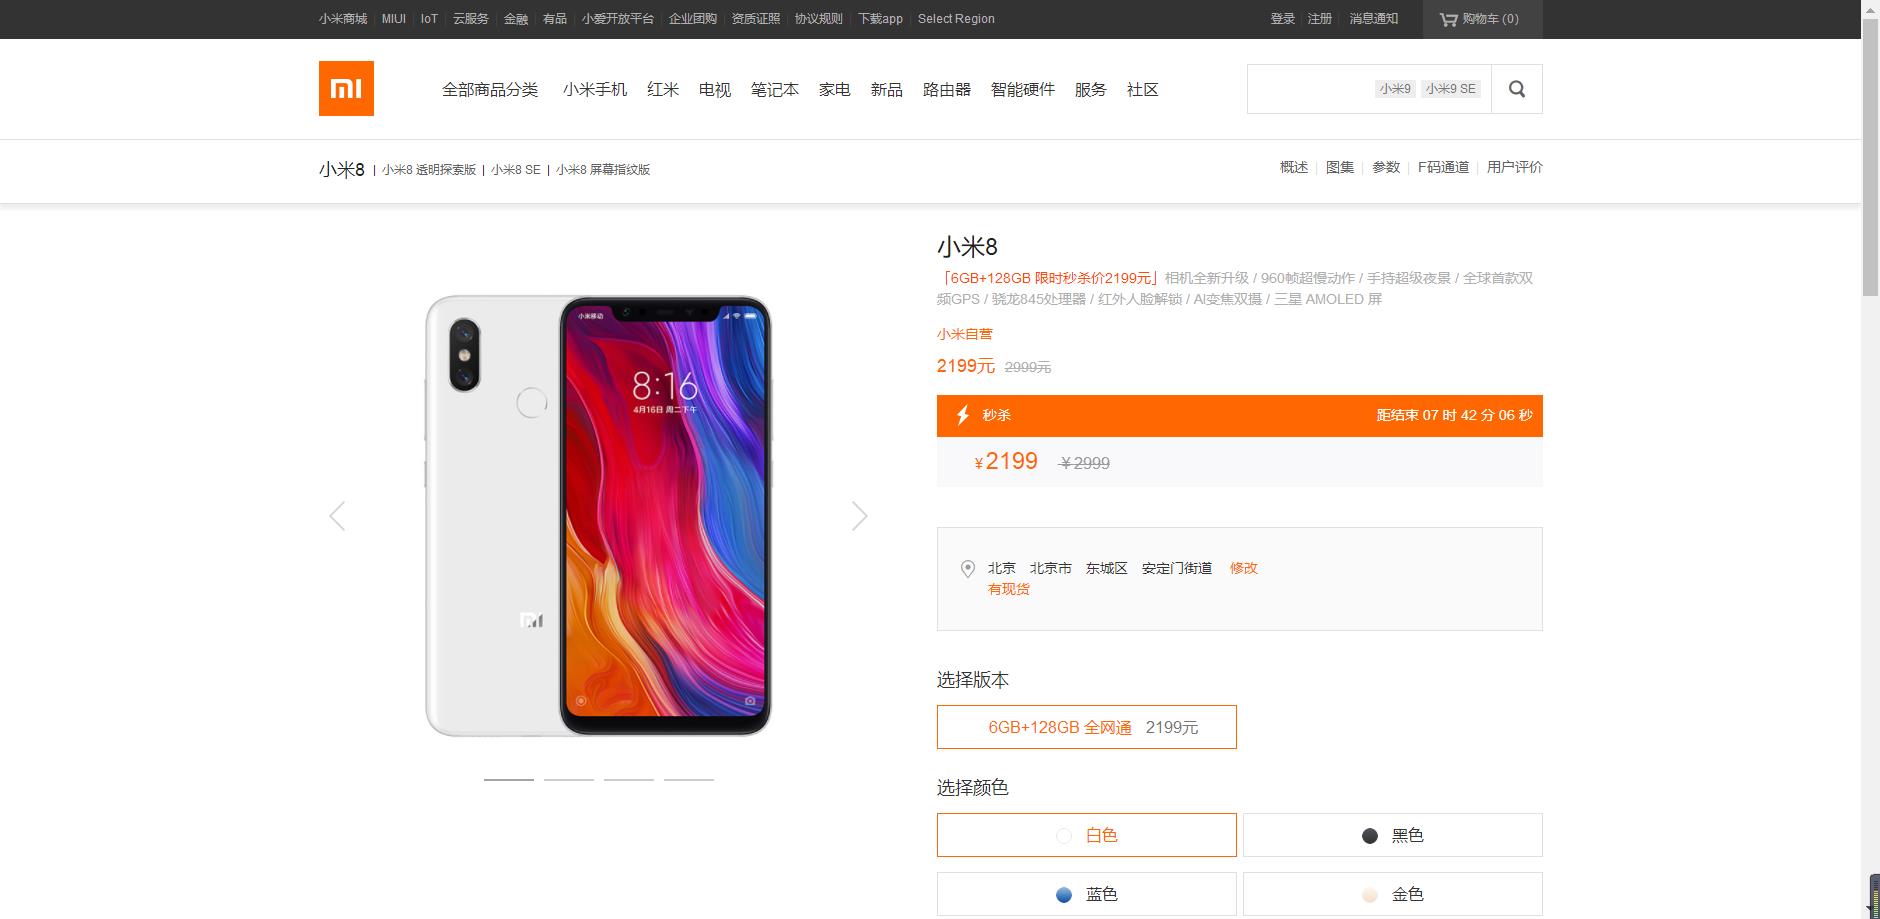 小米商城 MIUI IoT 云服务 金融 有品 小爱开放平台 企业团购 资质证照 协议规则 下载app Select Region 登录 注册 消息通知 购物车 (0)
mi 全部商品分类 小米手机 红米 电视 笔记本 家电 新品 路由器 智能硬件 服务 社区 小米9 小米9 SE
小米8 | 小米8 透明探索版 | 小米8 SE | 小米8 屏幕指纹版 概述 | 图集 | 参数 | F码通道 | 用户评价
小米8
「6GB+128GB 限时秒杀价2199元」相机全新升级 / 960帧超慢动作 / 手持超级夜景 / 全球首款双
频GPS / 骁龙845处理器 / 红外人脸解锁 / AI变焦双摄 / 三星 AMOLED 屏
小米自营
2199元 2999元
秒杀 距结束 07 时 42 分 06 秒
¥2199 ¥2999
北京 北京市 东城区 安定门街道 修改
有现货
选择版本
6GB+128GB 全网通 2199元
选择颜色
白色 黑色
蓝色 金色
小米移动
8:16
4月16日 周二下午
mi